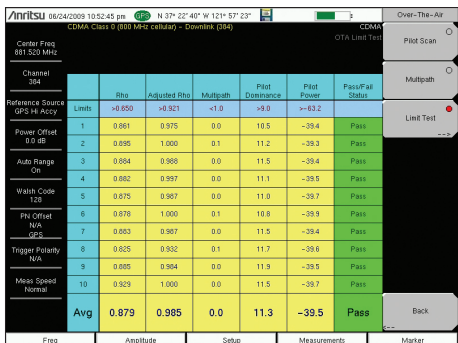 Anritsu 06/24/2009 10:52:45 pm GPS N 37° 22' 40" W 121° 57' 23"
Over-The-Air
CDMA Class 0 (800 MHz cellular) - Downlink (384)
CDMA
OTA Limit Test
Center Freq
881.520 MHz
Channel
384
Reference Source
GPS Hi Accy
Power Offset
0.0 dB
Auto Range
On
Walsh Code
128
PN Offset
N/A
GPS
Trigger Polarity
N/A
Meas Speed
Normal
Rho Adjusted Rho Multipath Pilot Dominance Pilot Power Pass/Fail Status
Limits >0.650 >0.921 <1.0 >9.0 >-63.2
1 0.861 0.975 0.0 10.5 -39.4 Pass
2 0.895 1.000 0.1 11.2 -39.3 Pass
3 0.884 0.988 0.0 11.5 -39.4 Pass
4 0.882 0.997 0.0 11.1 -39.5 Pass
5 0.875 0.987 0.0 11.0 -39.7 Pass
6 0.878 1.000 0.1 10.8 -39.9 Pass
7 0.883 0.987 0.0 11.5 -39.4 Pass
8 0.825 0.932 0.1 11.7 -39.6 Pass
9 0.885 0.984 0.0 11.9 -39.5 Pass
10 0.929 1.000 0.0 11.5 -39.7 Pass
Avg 0.879 0.985 0.0 11.3 -39.5 Pass
Pilot Scan
Multipath
Limit Test
-->
Back
<--
Freq Amplitude Setup Measurements Marker